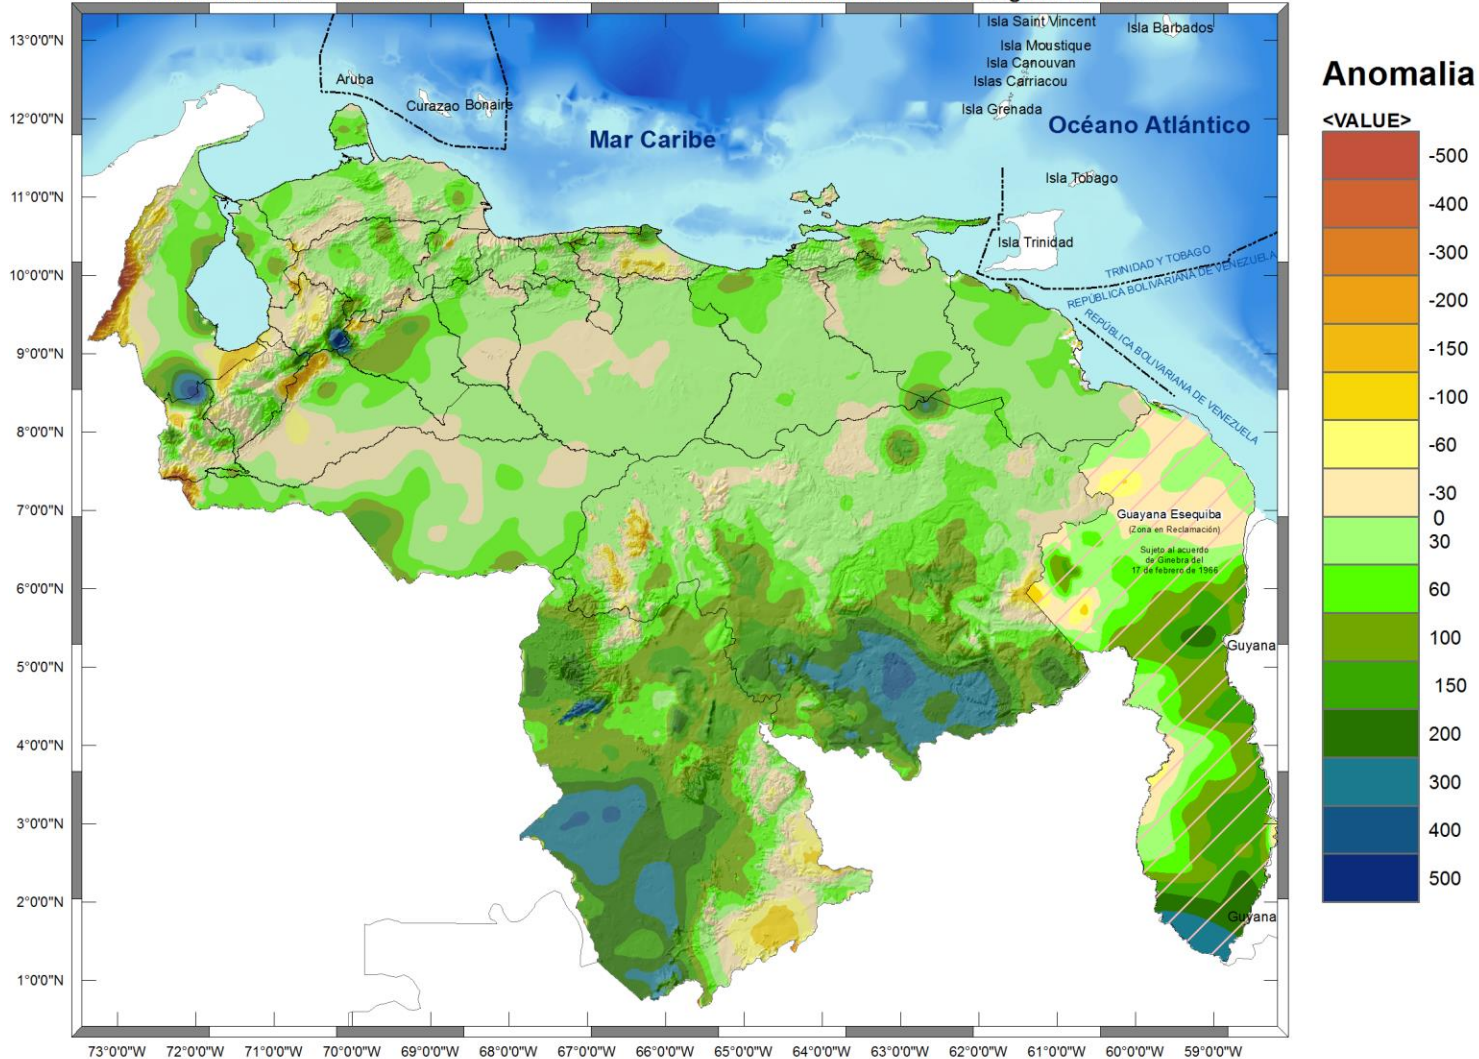 Isla Saint Vincent
Isla Barbados
Isla Moustique
Isla Canouvan
Islas Carriacou
Isla Grenada
Aruba
Curazao
Bonaire
Mar Caribe
Océano Atlántico
Isla Tobago
Isla Trinidad
TRINIDAD Y TOBAGO
REPÚBLICA BOLIVARIANA DE VENEZUELA
REPÚBLICA BOLIVARIANA DE VENEZUELA
Guayana Esequiba
(Zona en Reclamación)
Sujeto al acuerdo
de Ginebra del
17 de febrero de 1966
Guyana
Guyana
13°0'0"N
12°0'0"N
11°0'0"N
10°0'0"N
9°0'0"N
8°0'0"N
7°0'0"N
6°0'0"N
5°0'0"N
4°0'0"N
3°0'0"N
2°0'0"N
1°0'0"N
73°0'0"W 72°0'0"W 71°0'0"W 70°0'0"W 69°0'0"W 68°0'0"W 67°0'0"W 66°0'0"W 65°0'0"W 64°0'0"W 63°0'0"W 62°0'0"W 61°0'0"W 60°0'0"W 59°0'0"W
Anomalia
<VALUE>
-500
-400
-300
-200
-150
-100
-60
-30
0
30
60
100
150
200
300
400
500